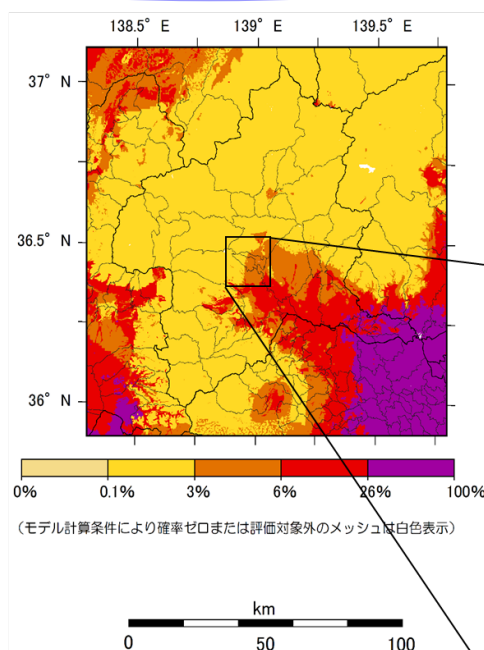 138.5° E 139° E 139.5° E
37° N
36.5° N
36° N
0% 0.1% 3% 6% 26% 100%
(モデル計算条件により確率ゼロまたは評価対象外のメッシュは白色表示)
km
0 50 100